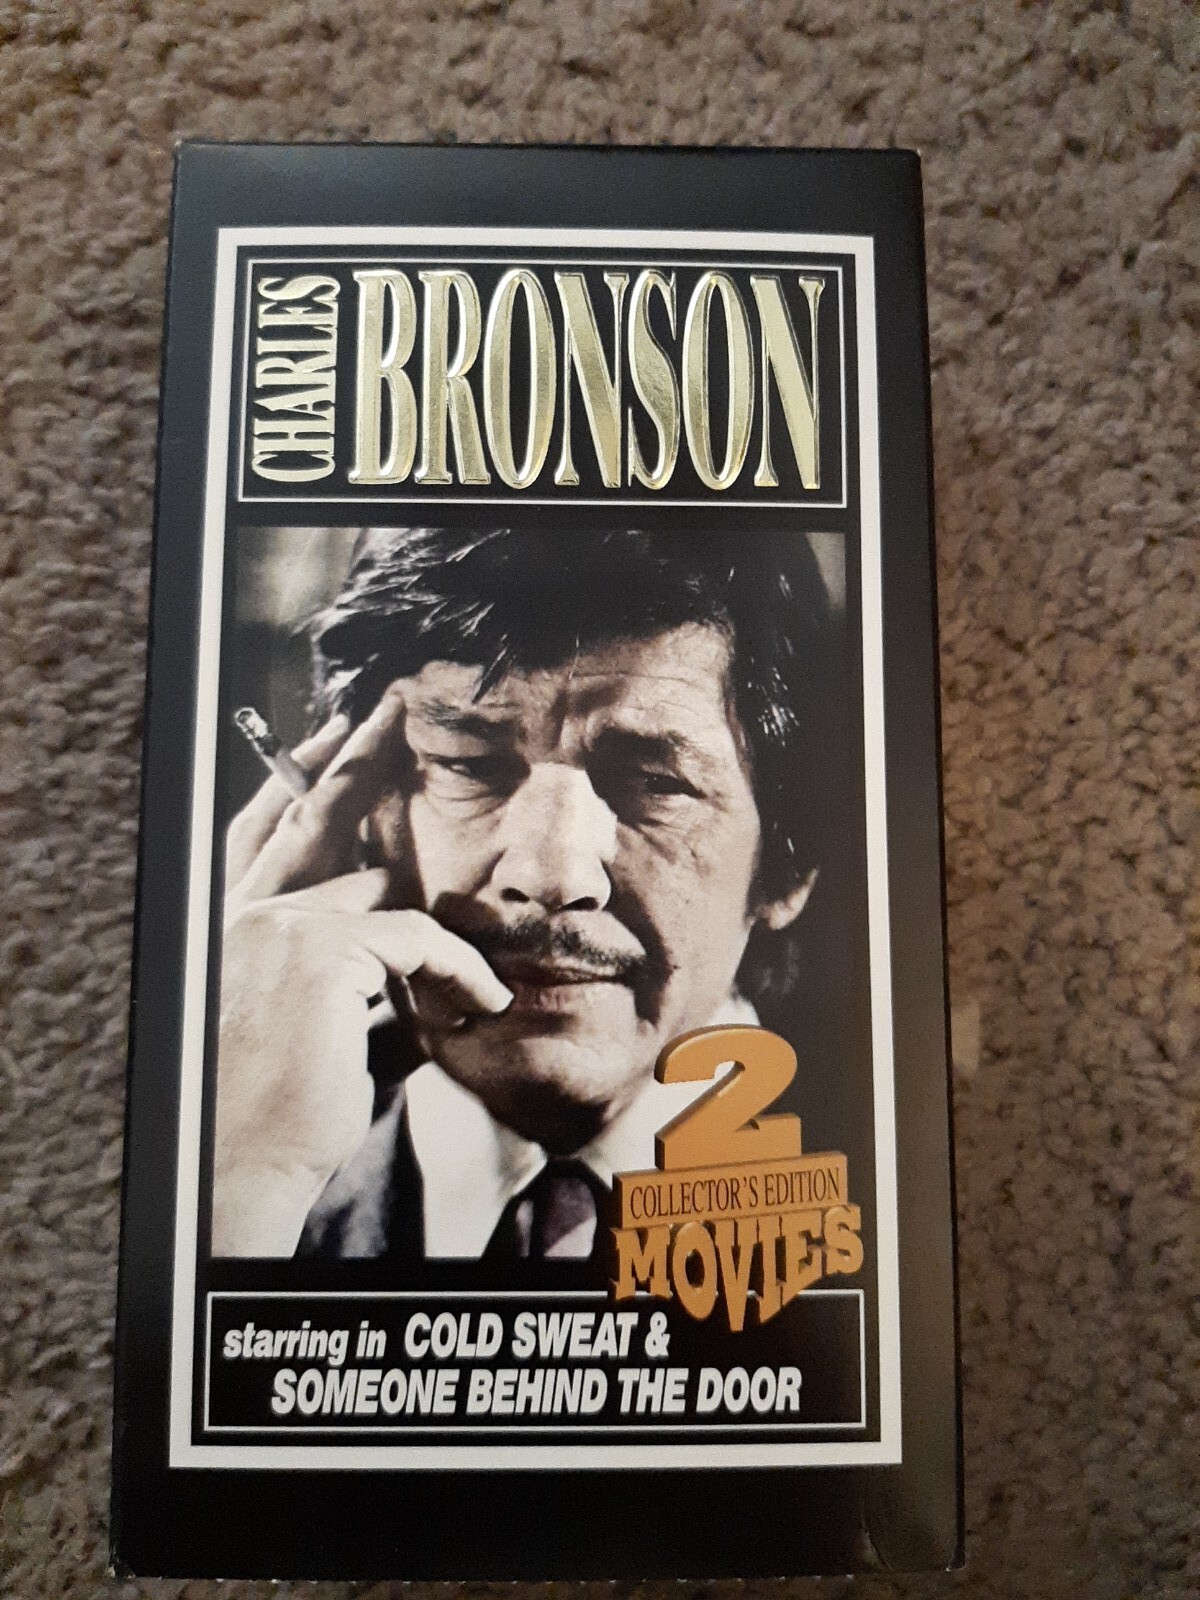 CHARLES
BRONSON
2
COLLECTOR'S EDITION
MOVIES
starring in COLD SWEAT &
SOMEONE BEHIND THE DOOR